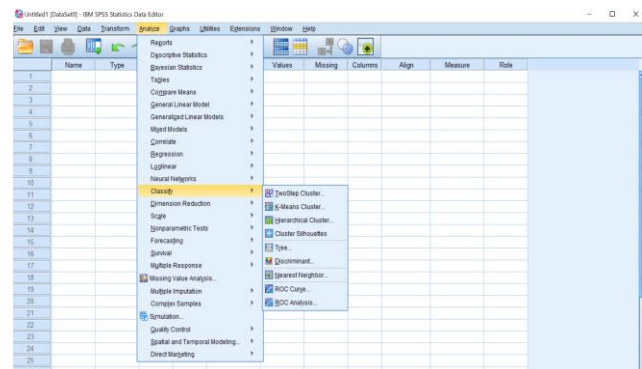 Untitled1 [DataSet0] - IBM SPSS Statistics Data Editor
File Edit View Data Transform Analyze Graphs Utilities Extensions Window Help
Name Type Values Missing Columns Align Measure Role
Reports
Descriptive Statistics
Bayesian Statistics
Tables
Compare Means
General Linear Model
Generalized Linear Models
Mixed Models
Correlate
Regression
Loglinear
Neural Networks
Classify
Dimension Reduction
Scale
Nonparametric Tests
Forecasting
Survival
Multiple Response
Missing Value Analysis...
Multiple Imputation
Complex Samples
Simulation...
Quality Control
Spatial and Temporal Modeling...
Direct Marketing
TwoStep Cluster...
K-Means Cluster...
Hierarchical Cluster...
Cluster Silhouettes
Tree...
Discriminant...
Nearest Neighbor...
ROC Curve...
ROC Analysis...
1
2
3
4
5
6
7
8
9
10
11
12
13
14
15
16
17
18
19
20
21
22
23
24
25